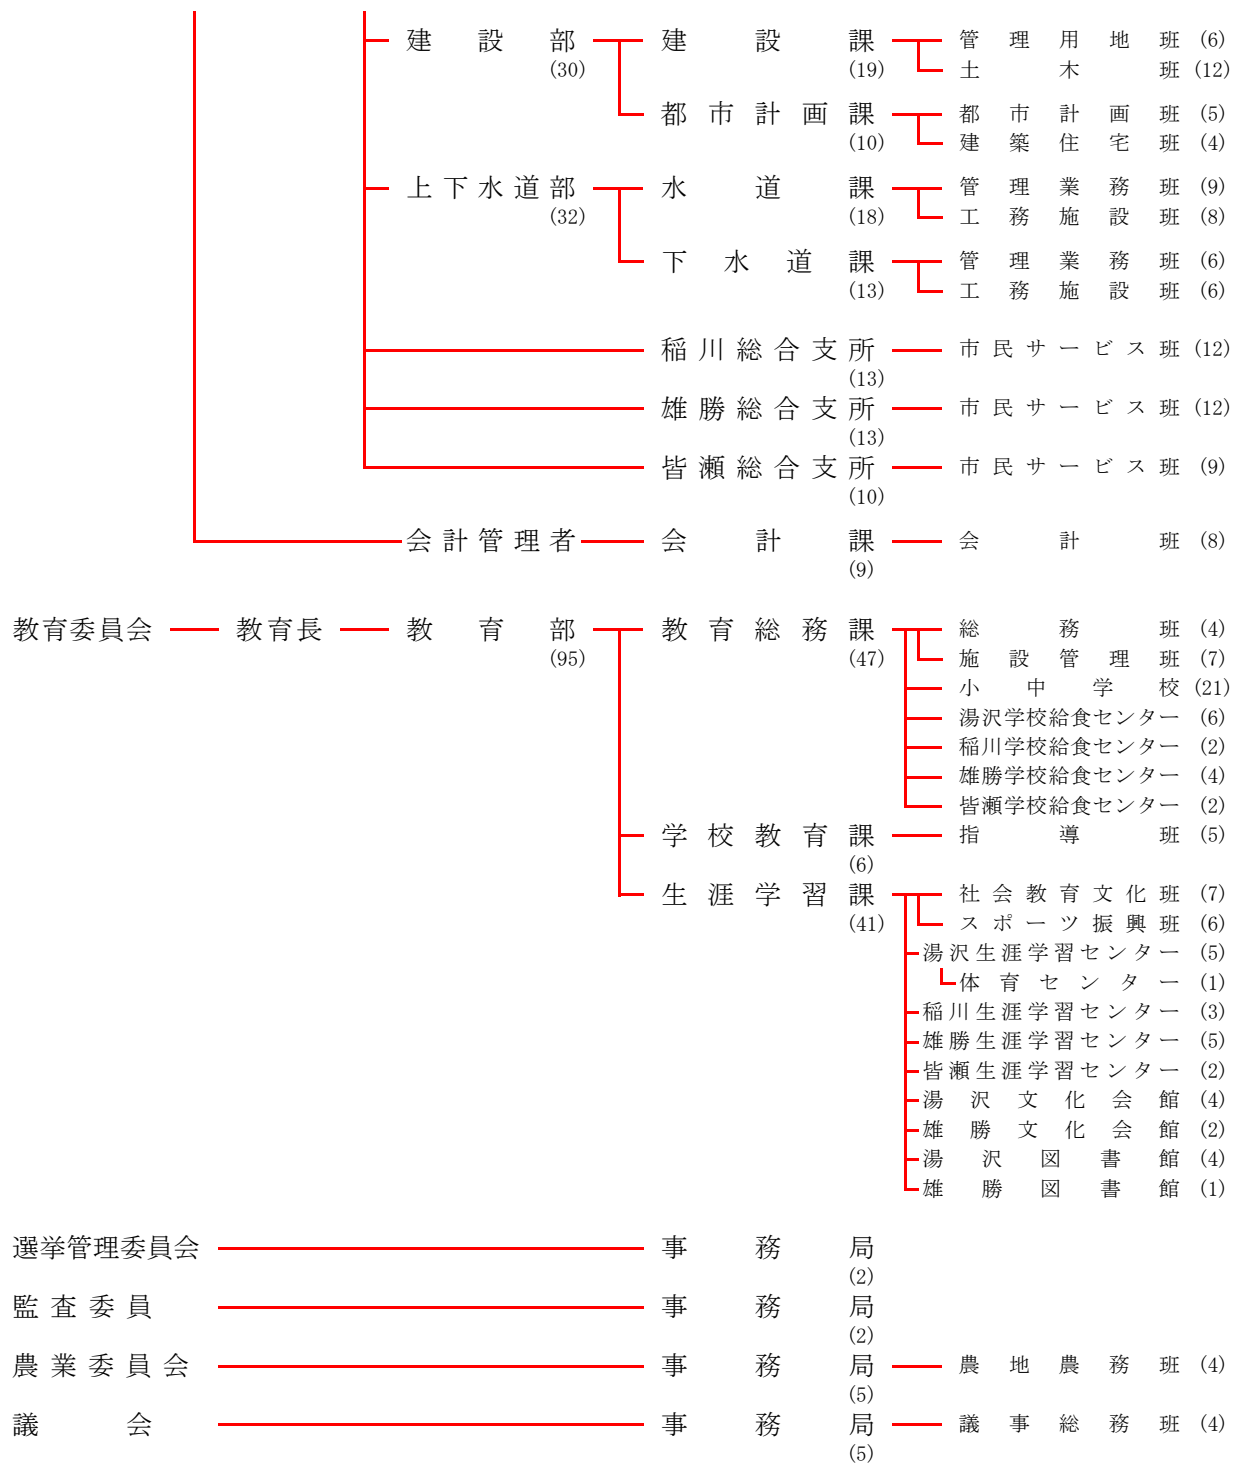 建設部 建設課 管理用地班 (6)
(30) (19) 土木班 (12)
都市計画課 都市計画班 (5)
(10) 建築住宅班 (4)
上下水道部 水道課 管理業務班 (9)
(32) (18) 工務施設班 (8)
下水道課 管理業務班 (6)
(13) 工務施設班 (6)
稲川総合支所 市民サービス班 (12)
(13)
雄勝総合支所 市民サービス班 (12)
(13)
皆瀬総合支所 市民サービス班 (9)
(10)
会計管理者 会計課 会計班 (8)
(9)
教育委員会 教育長 教育部 教育総務課 総務班 (4)
(95) (47) 施設管理班 (7)
小中学校 (21)
湯沢学校給食センター (6)
稲川学校給食センター (2)
雄勝学校給食センター (4)
皆瀬学校給食センター (2)
学校教育課 指導班 (5)
(6)
生涯学習課 社会教育文化班 (7)
(41) スポーツ振興班 (6)
湯沢生涯学習センター (5)
体育センター (1)
稲川生涯学習センター (3)
雄勝生涯学習センター (5)
皆瀬生涯学習センター (2)
湯沢文化会館 (4)
雄勝文化会館 (2)
湯沢図書館 (4)
雄勝図書館 (1)
選挙管理委員会 事務局
(2)
監査委員 事務局
(2)
農業委員会 事務局 農地農務班 (4)
(5)
議会 事務局 議事総務班 (4)
(5)